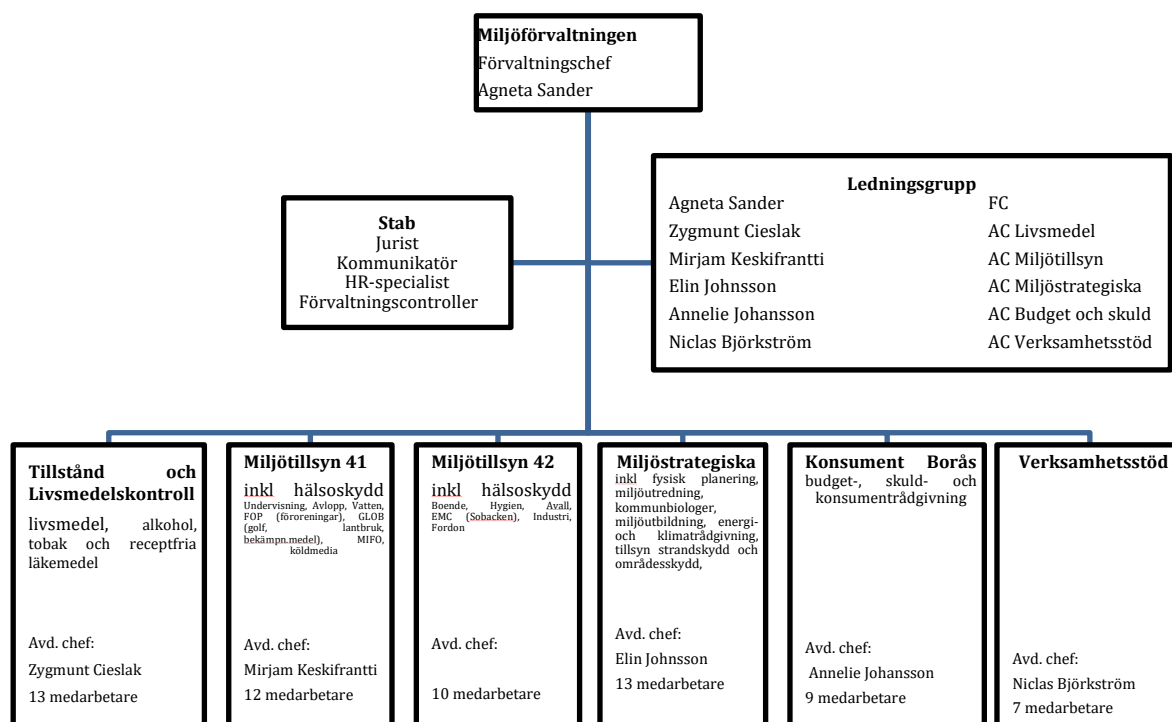 Miljöförvaltningen
Förvaltningschef
Agneta Sander
Ledningsgrupp
Agneta Sander FC
Zygmunt Cieslak AC Livsmedel
Mirjam Keskifrantti AC Miljötillsyn
Elin Johnsson AC Miljöstrategiska
Annelie Johansson AC Budget och skuld
Niclas Björkström AC Verksamhetsstöd
Stab
Jurist
Kommunikatör
HR-specialist
Förvaltningscontroller
Tillstånd och
Livsmedelskontroll
livsmedel, alkohol,
tobak och receptfria
läkemedel
Avd. chef:
Zygmunt Cieslak
13 medarbetare
Miljötillsyn 41
inkl hälsoskydd
Undervisning, Avlopp, Vatten,
FOP (föroreningar), GLOB
(golf, lantbruk,
bekämpn.medel), MIFO,
köldmedia
Avd. chef:
Mirjam Keskifrantti
12 medarbetare
Miljötillsyn 42
inkl hälsoskydd
Boende, Hygien, Avall,
EMC (Sobacken), Industri,
Fordon
Avd. chef:
10 medarbetare
Miljöstrategiska
inkl fysisk planering,
miljöutredning,
kommunbiologer,
miljöutbildning, energi-
och klimatrådgivning,
tillsyn strandskydd och
områdesskydd,
Avd. chef:
Elin Johnsson
13 medarbetare
Konsument Borås
budget-, skuld- och
konsumentrådgivning
Avd. chef:
Annelie Johansson
9 medarbetare
Verksamhetsstöd
Avd. chef:
Niclas Björkström
7 medarbetare